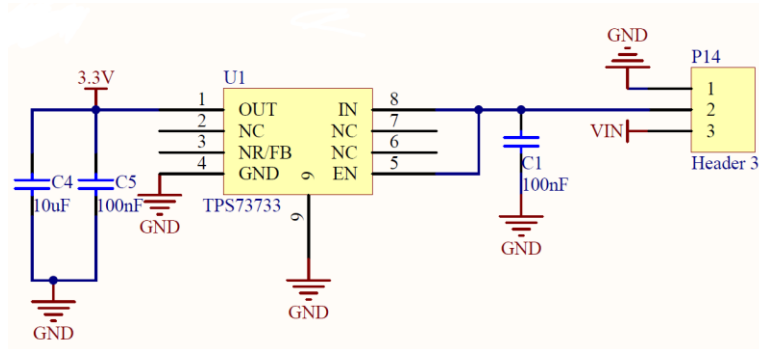 GND
P14
3.3V
U1
1 OUT IN 8
2 NC NC 7
3 NR/FB NC 6
4 GND EN 5
9
9
TPS73733
1
2
3
VIN
Header 3
C4
10uF
C5
100nF
C1
100nF
GND
GND
GND
GND